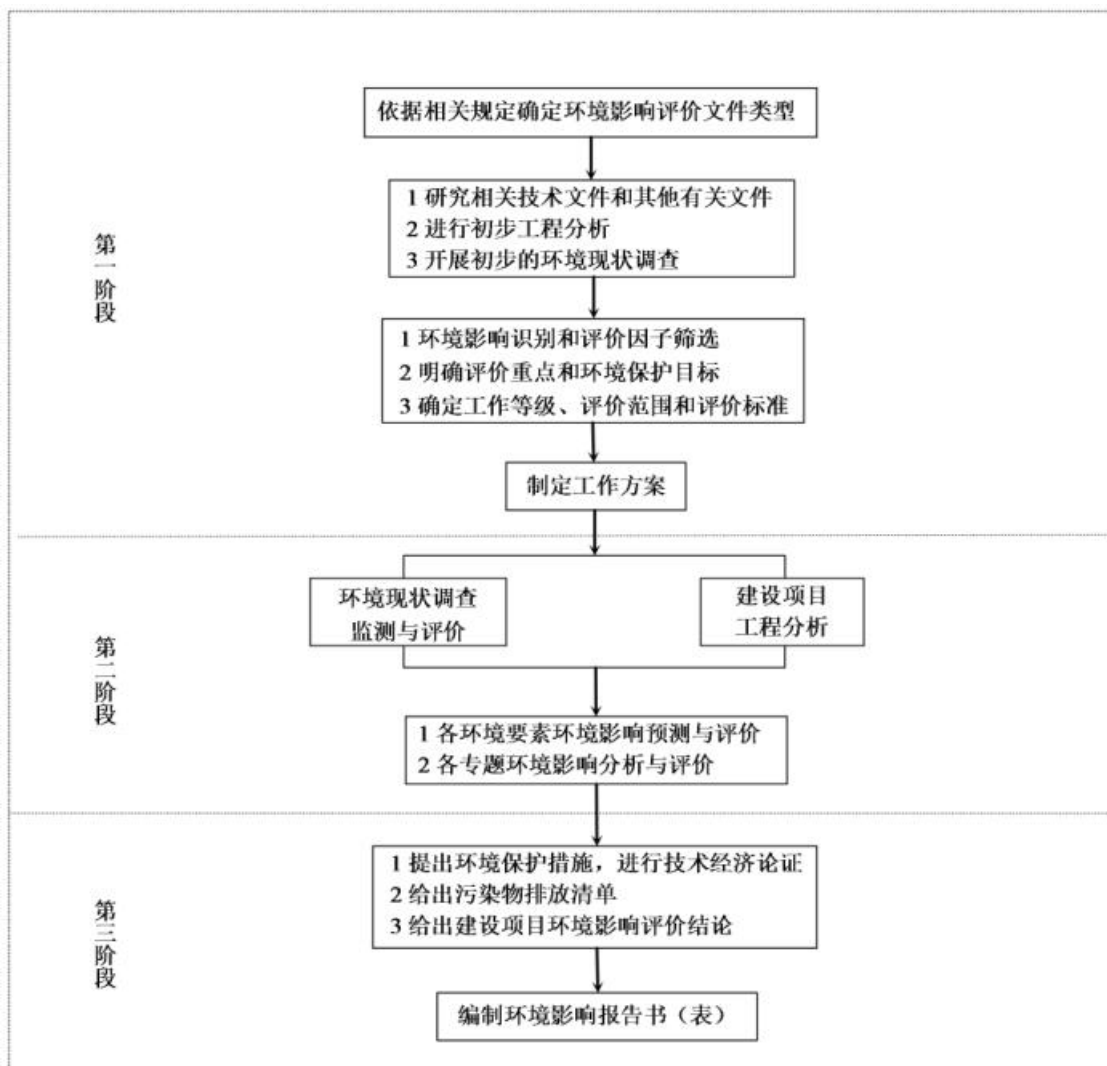 依据相关规定确定环境影响评价文件类型
第一阶段
1 研究相关技术文件和其他有关文件
2 进行初步工程分析
3 开展初步的环境现状调查
1 环境影响识别和评价因子筛选
2 明确评价重点和环境保护目标
3 确定工作等级、评价范围和评价标准
制定工作方案
第二阶段
环境现状调查
监测与评价
建设项目
工程分析
1 各环境要素环境影响预测与评价
2 各专题环境影响分析与评价
第三阶段
1 提出环境保护措施，进行技术经济论证
2 给出污染物排放清单
3 给出建设项目环境影响评价结论
编制环境影响报告书（表）